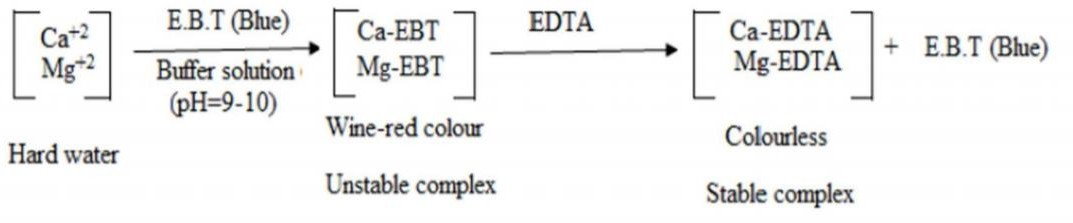 Ca+2
Mg+2
Hard water
E.B.T (Blue)
Buffer solution
(pH=9-10)
Ca-EBT
Mg-EBT
Wine-red colour
Unstable complex
EDTA
Ca-EDTA
Mg-EDTA
Colourless
Stable complex
+ E.B.T (Blue)